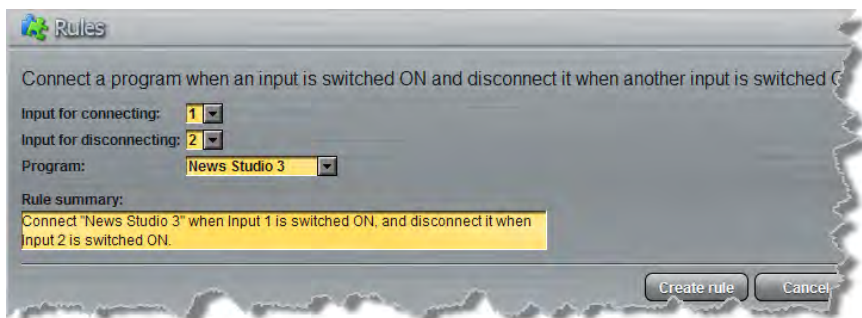 Rules
Connect a program when an input is switched ON and disconnect it when another input is switched
Input for connecting: 1
Input for disconnecting: 2
Program: News Studio 3
Rule summary:
Connect "News Studio 3" when Input 1 is switched ON, and disconnect it when
Input 2 is switched ON.
Create rule Cancel